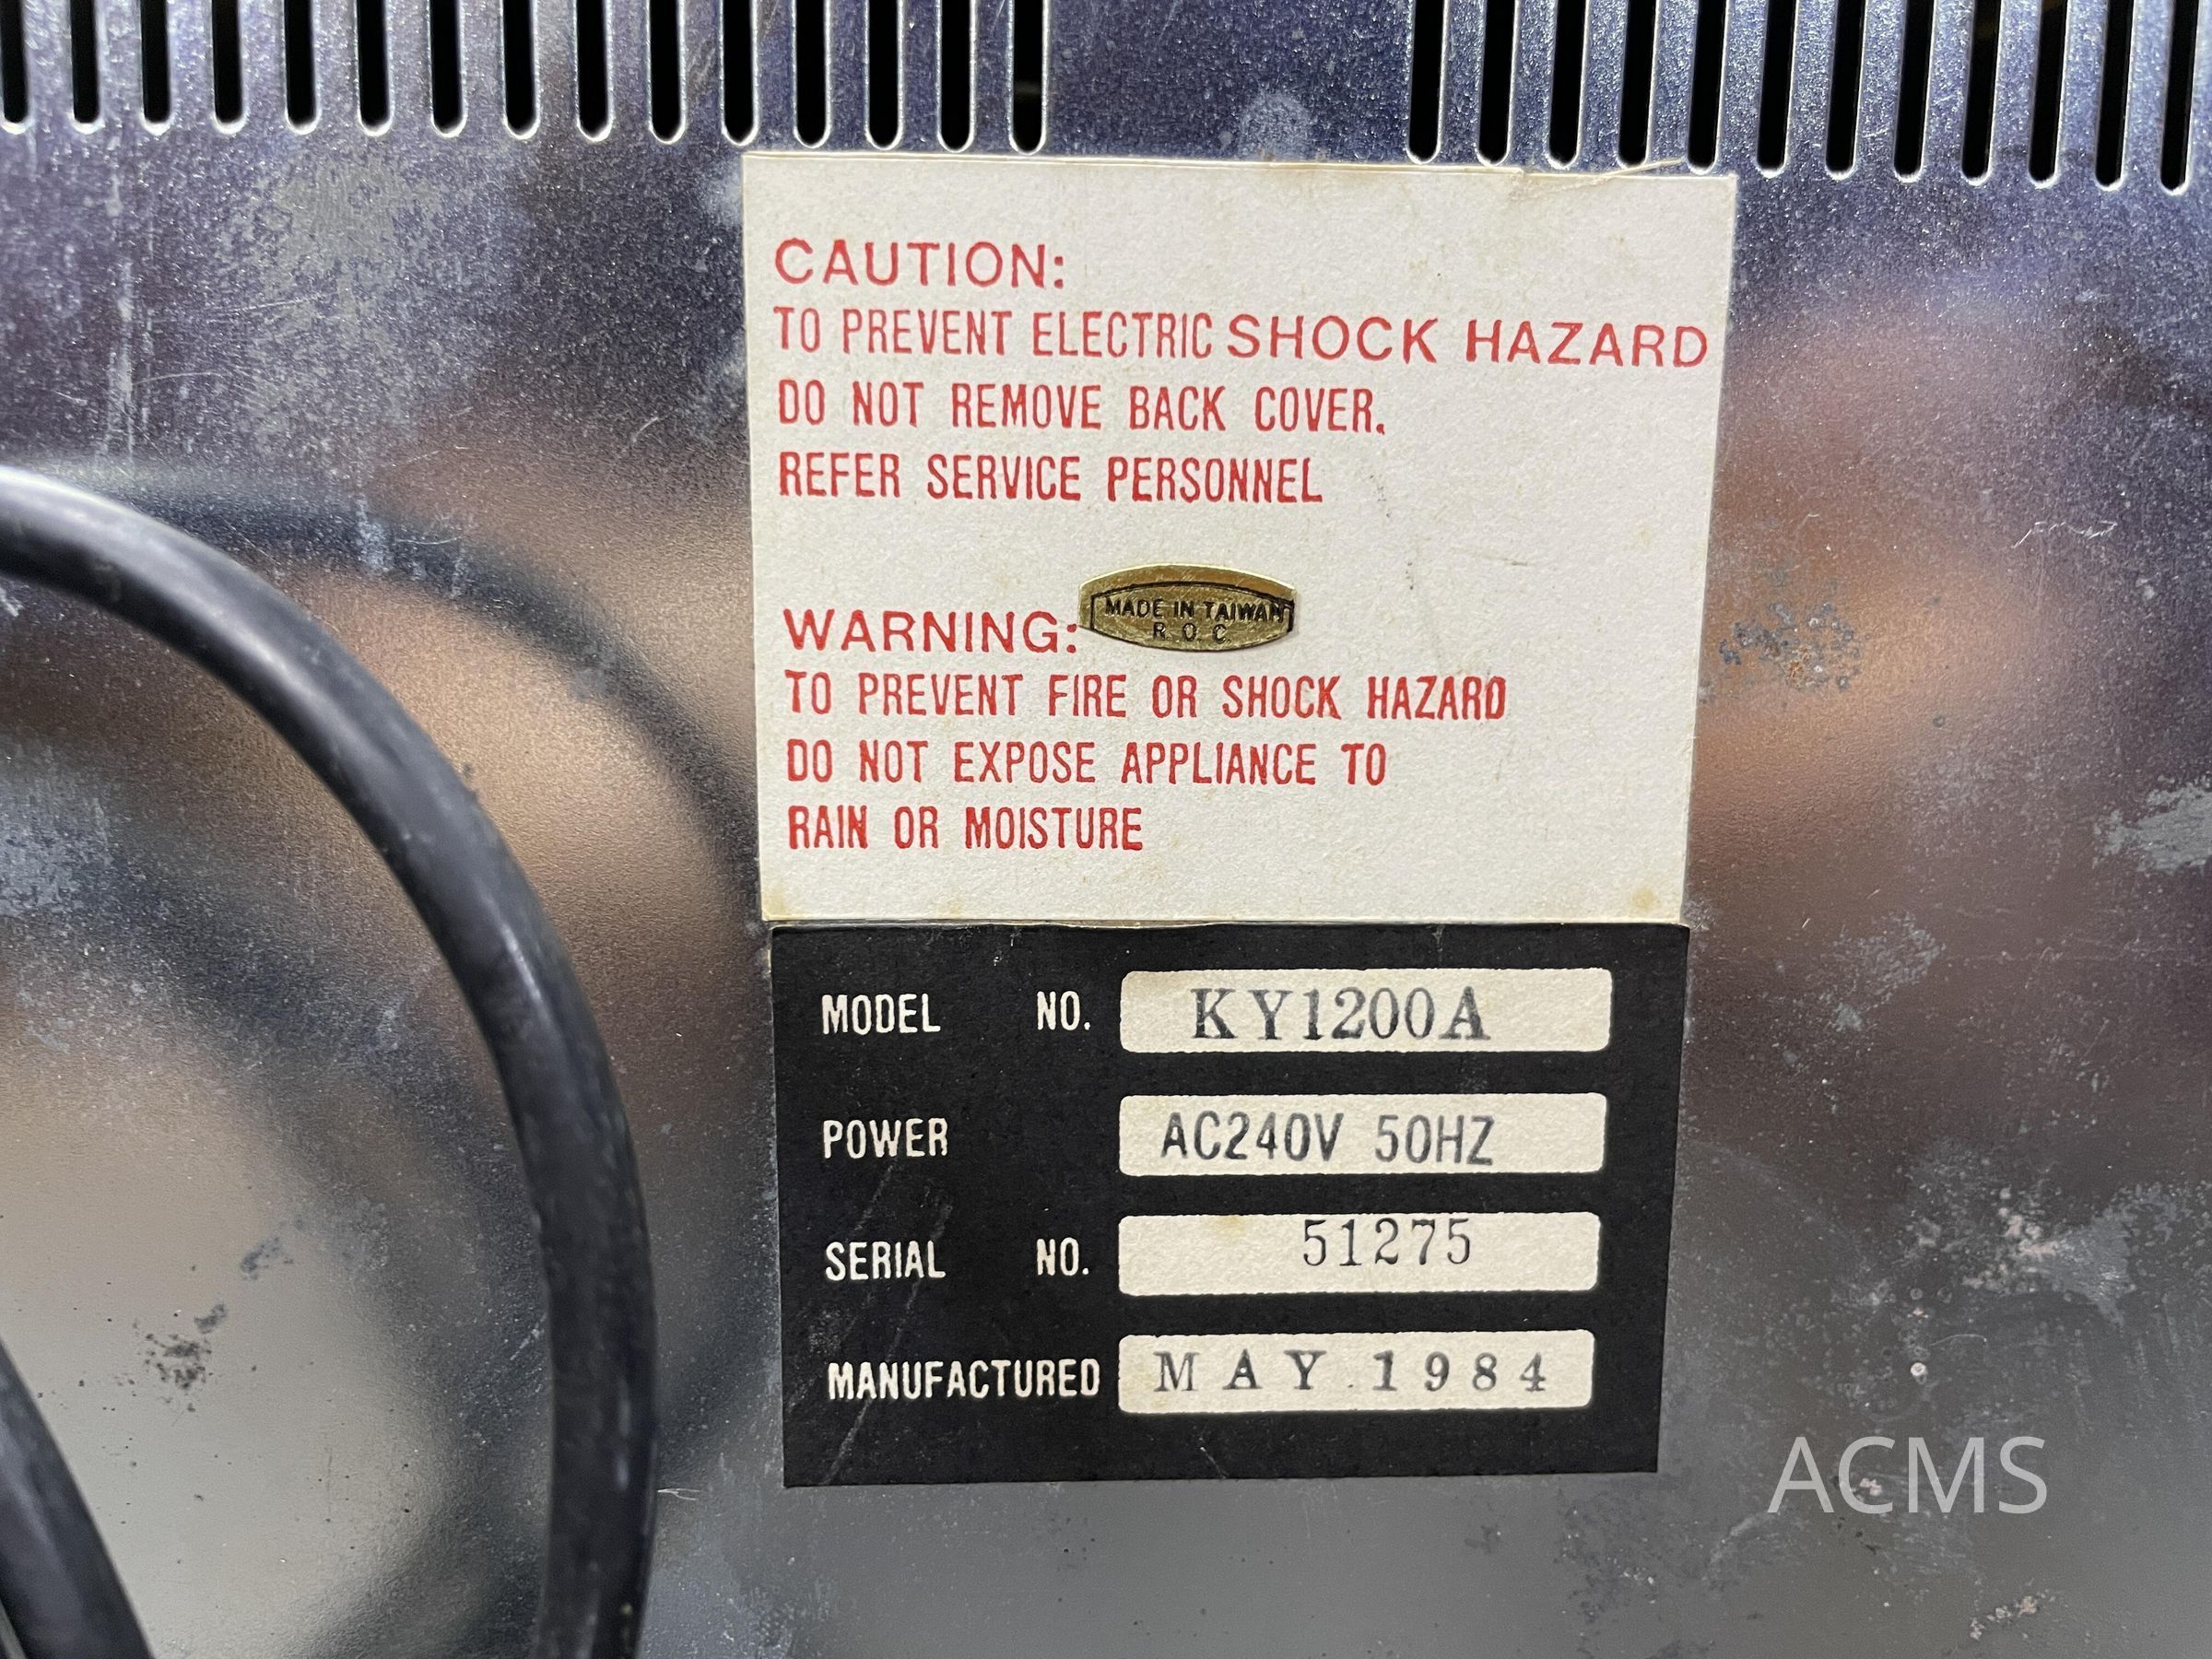 CAUTION:
TO PREVENT ELECTRIC SHOCK HAZARD
DO NOT REMOVE BACK COVER.
REFER SERVICE PERSONNEL
MADE IN TAIWAN
R.O.C
WARNING:
TO PREVENT FIRE OR SHOCK HAZARD
DO NOT EXPOSE APPLIANCE TO
RAIN OR MOISTURE
MODEL NO. KY1200A
POWER AC240V 50HZ
SERIAL NO. 51275
MANUFACTURED MAY.1984
ACMS